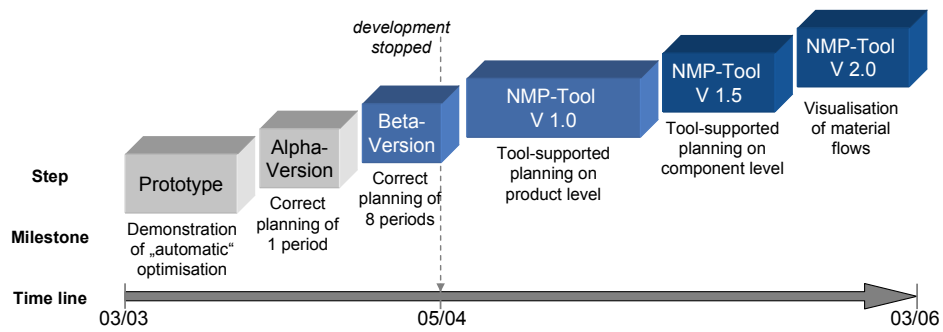 development
stopped
NMP-Tool
V 2.0
NMP-Tool
V 1.5
NMP-Tool
V 1.0
Beta-
Version
Alpha-
Version
Prototype
Step
Visualisation
of material
flows
Tool-supported
planning on
component level
Tool-supported
planning on
product level
Correct
planning of
8 periods
Correct
planning of
1 period
Milestone
Demonstration
of „automatic“
optimisation
Time line
03/03
05/04
03/06